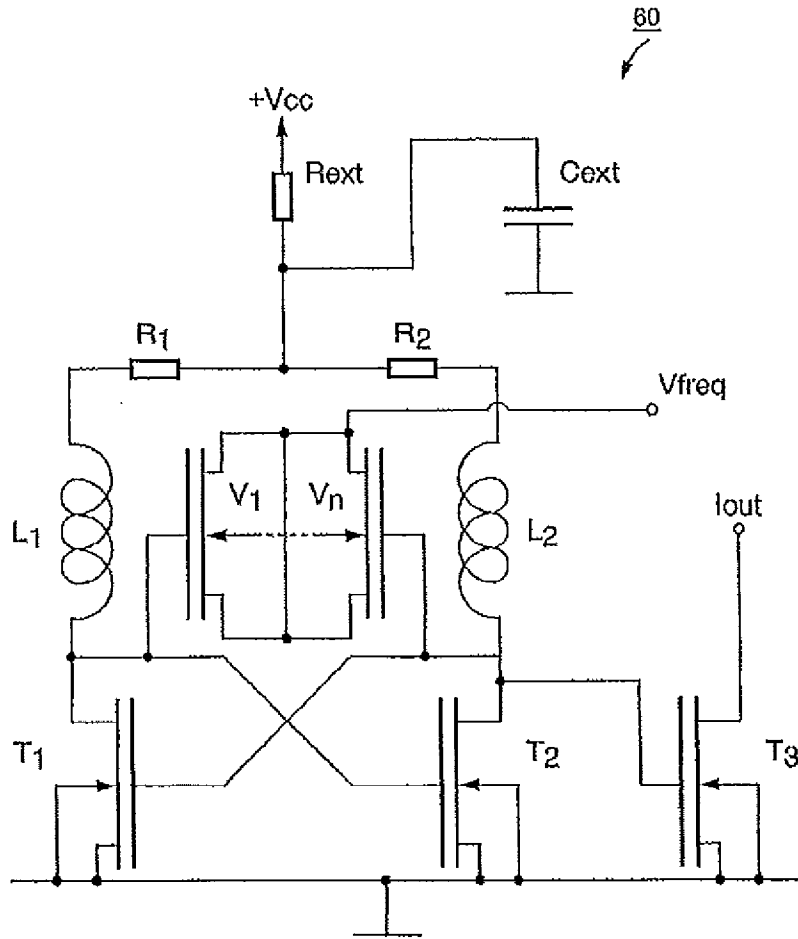 60
+Vcc
Rext
Cext
R1
R2
Vfreq
V1
Vn
Iout
L1
L2
T1
T2
T3